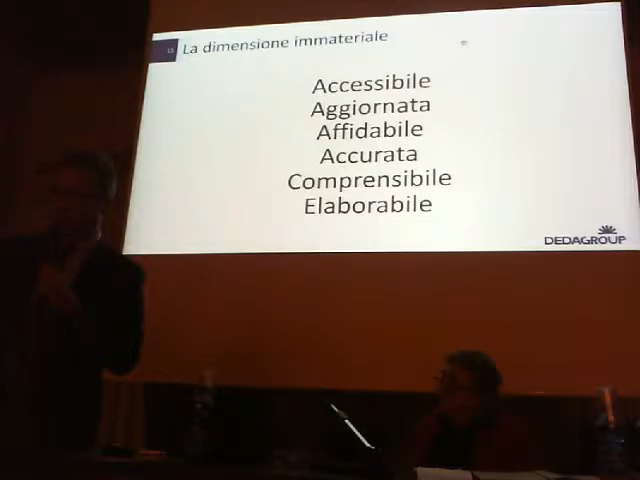 La dimensione immateriale
Accessibile
Aggiornata
Affidabile
Accurata
Comprensibile
Elaborabile
DEDAGROUP